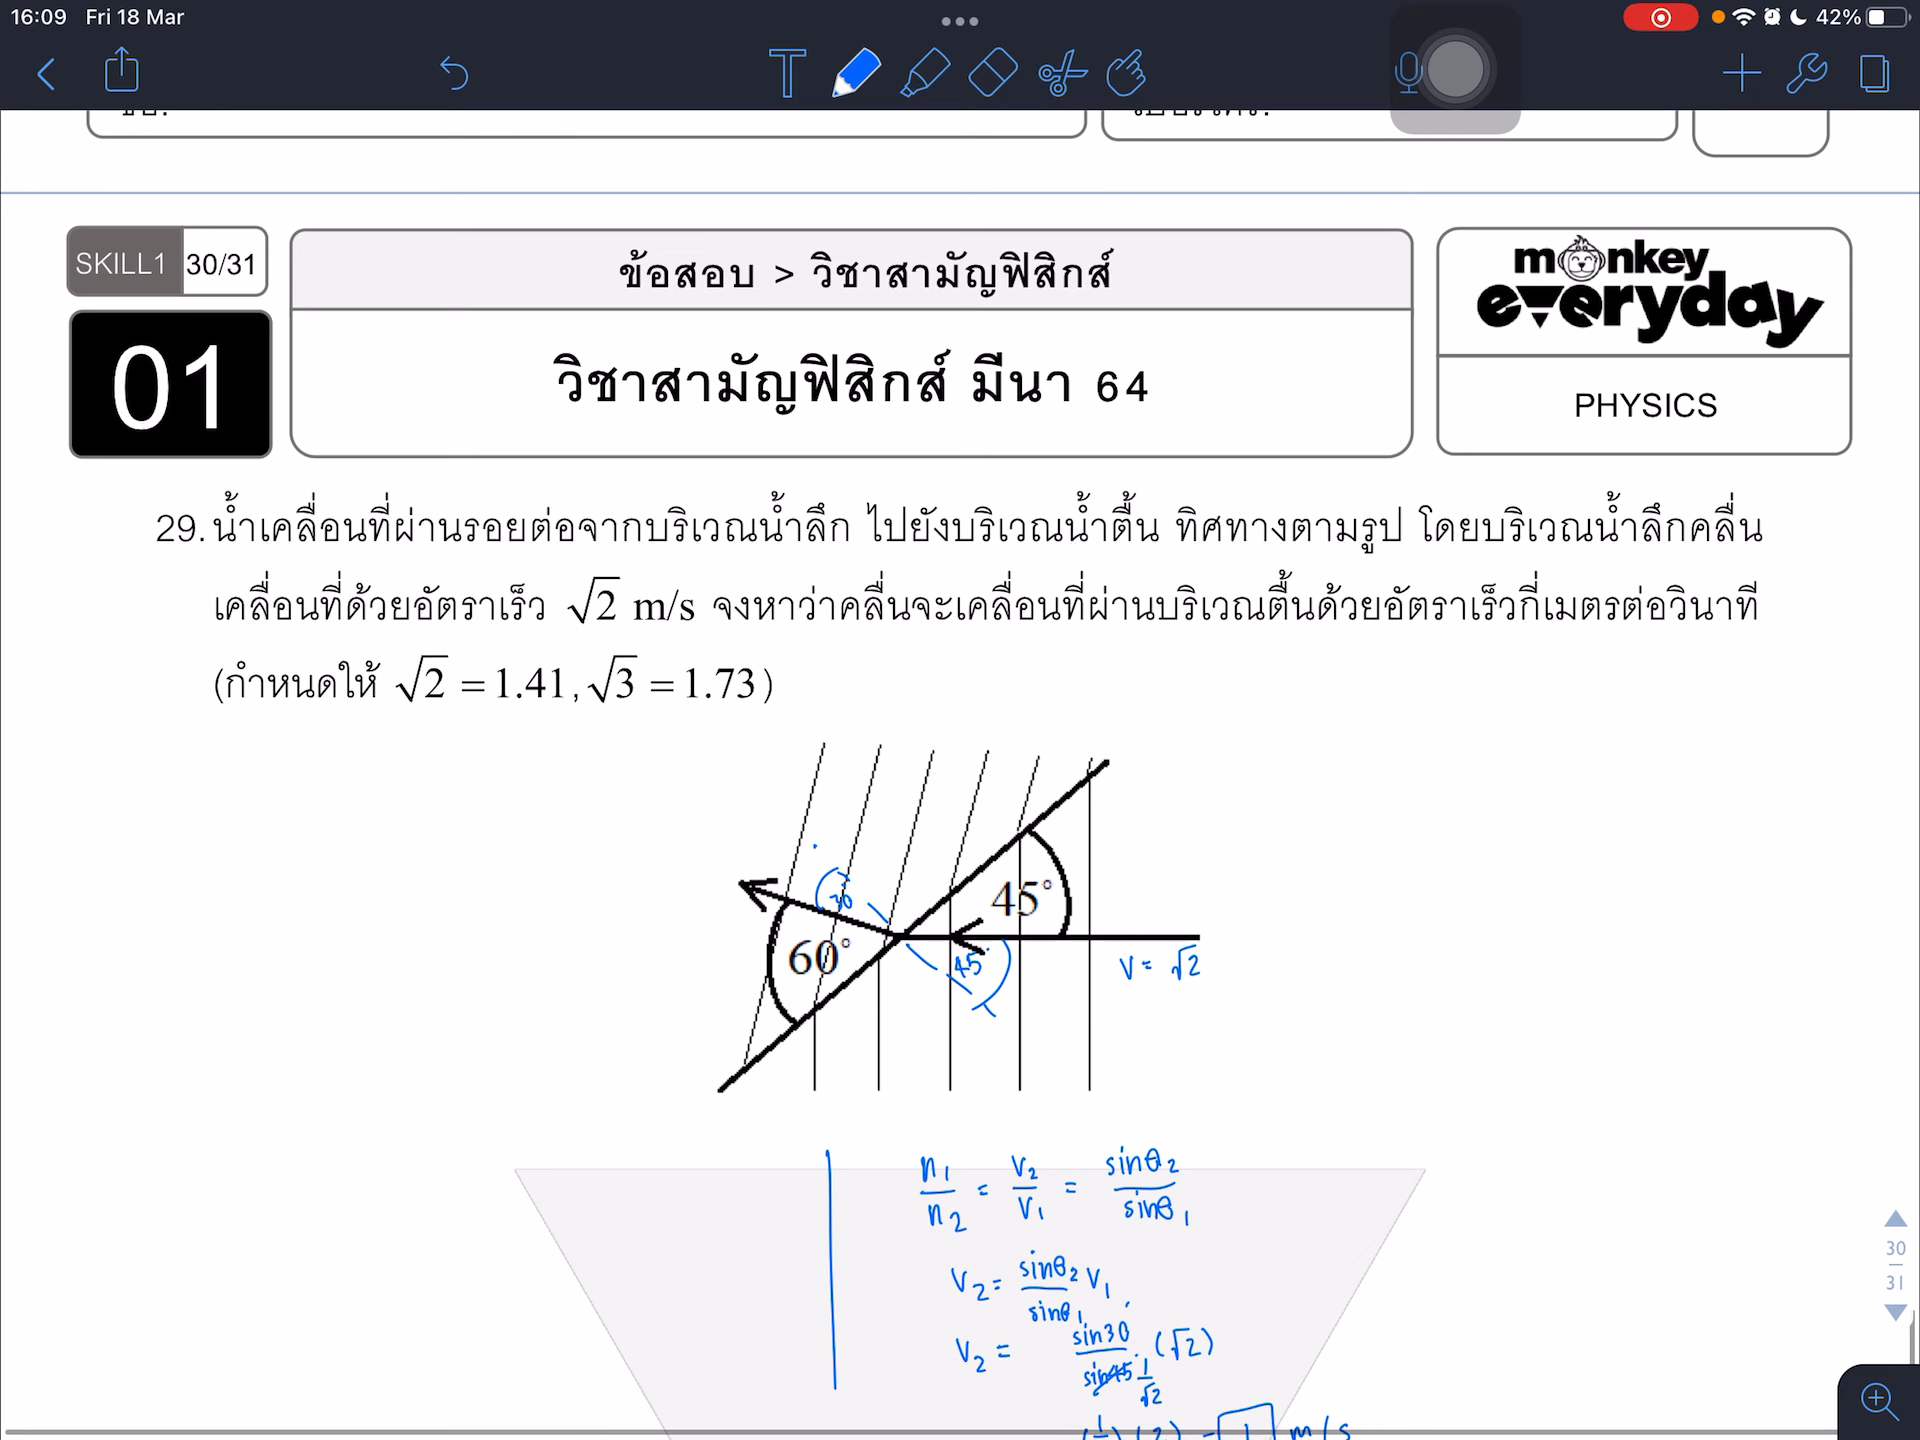 16:09 Fri 18 Mar
42%
SKILL1 30/31
01
ข้อสอบ > วิชาสามัญฟิสิกส์
วิชาสามัญฟิสิกส์ มีนา 64
monkey
everyday
PHYSICS
29. น้ำเคลื่อนที่ผ่านรอยต่อจากบริเวณน้ำลึก ไปยังบริเวณน้ำตื้น ทิศทางตามรูป โดยบริเวณน้ำลึกคลื่น
เคลื่อนที่ด้วยอัตราเร็ว √2 m/s จงหาว่าคลื่นจะเคลื่อนที่ผ่านบริเวณตื้นด้วยอัตราเร็วกี่เมตรต่อวินาที
(กำหนดให้ √2 = 1.41, √3 = 1.73)
45°
30
60°
45
v = √2
n1/n2 = v2/v1 = sinθ2/sinθ1
v2 = sinθ2/sinθ1 v1
v2 = sin30/sin45 (√2)
1/√2
1 m/s
30
31